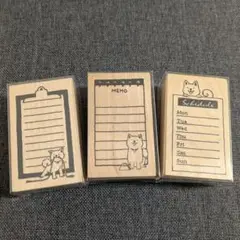 MEMO
Schedule
Mon
Tue
Wed
Thu
Fri
Sat
Sun